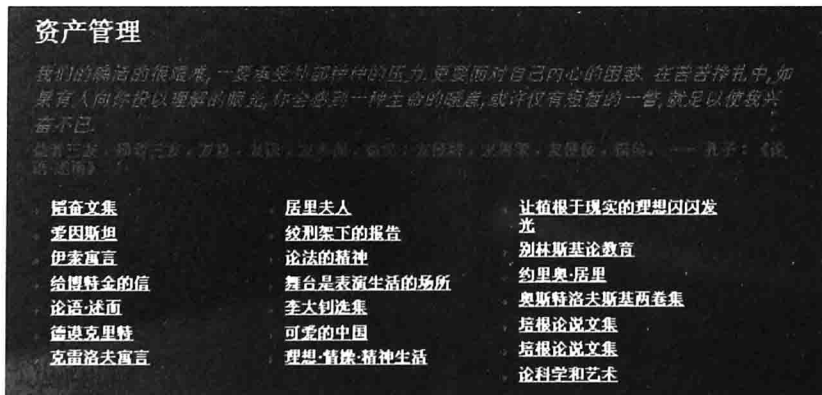 资产管理
我们的确活的很艰难,一要承受外部种种的压力,更要面对自己内心的困惑.在苦苦挣扎中,如
果有人向你投以理解的眼光,你会感到一种生命的暖意,或许仅有短暂的一瞥,就足以使我兴
奋不已.
韬奋文集
爱因斯坦
伊索寓言
给博特金的信
论语·述而
德谟克里特
克雷洛夫寓言
居里夫人
绞刑架下的报告
论法的精神
舞台是表演生活的场所
李大钊选集
可爱的中国
理想·情操·精神生活
让植根于现实的理想闪闪发
光
别林斯基论教育
约里奥·居里
奥斯特洛夫斯基两卷集
培根论说文集
培根论说文集
论科学和艺术